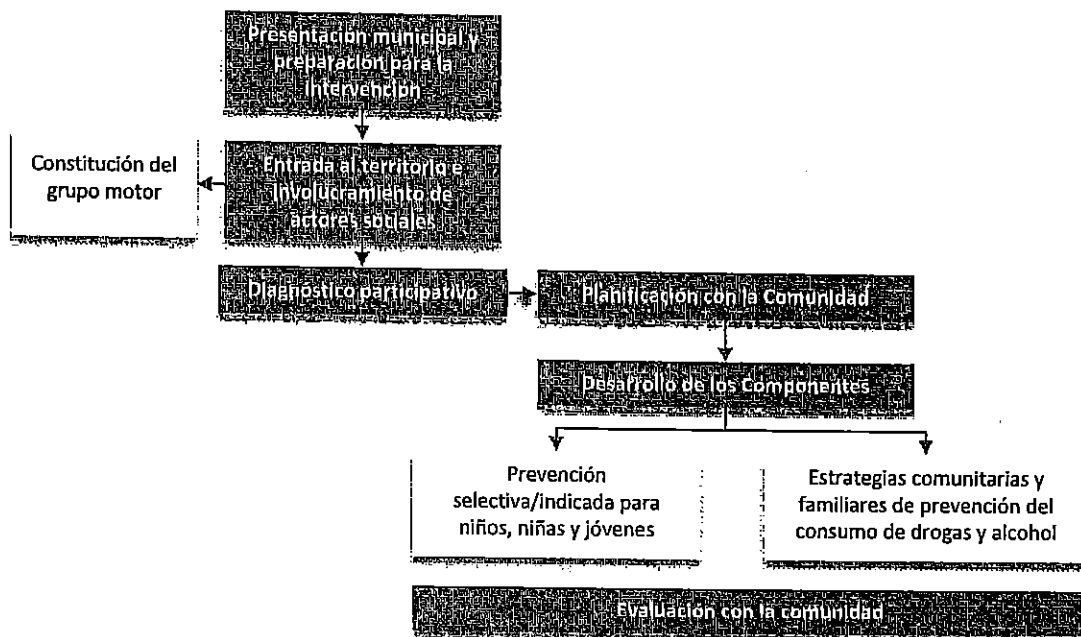 Presentación municipal y
preparación para la
intervención
Constitución del
grupo motor
Entrada al territorio e
involucramiento de
actores sociales
Diagnóstico participativo
Planificación con la Comunidad
Desarrollo de los Componentes
Prevención
selectiva/indicada para
niños, niñas y jóvenes
Estrategias comunitarias y
familiares de prevención del
consumo de drogas y alcohol
Evaluación con la comunidad